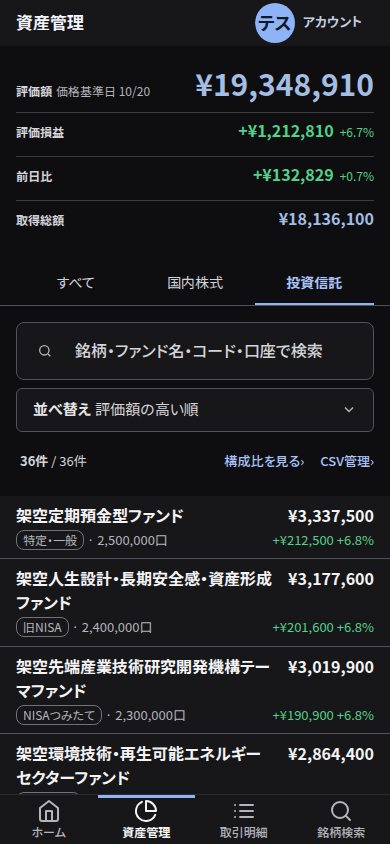 資産管理
テス アカウント
評価額 価格基準日 10/20 ¥19,348,910
評価損益 +¥1,212,810 +6.7%
前日比 +¥132,829 +0.7%
取得総額 ¥18,136,100
すべて 国内株式 投資信託
銘柄・ファンド名・コード・口座で検索
並べ替え 評価額の高い順
36件 / 36件 構成比を見る› CSV管理›
架空定期預金型ファンド ¥3,337,500
特定・一般 · 2,500,000口 +¥212,500 +6.8%
架空人生設計・長期安全感・資産形成 ¥3,177,600
ファンド
旧NISA · 2,400,000口 +¥201,600 +6.8%
架空先端産業技術研究開発機構テー ¥3,019,900
マファンド
NISAつみたて · 2,300,000口 +¥190,900 +6.8%
架空環境技術・再生可能エネルギー ¥2,864,400
セクターファンド
ホーム 資産管理 取引明細 銘柄検索